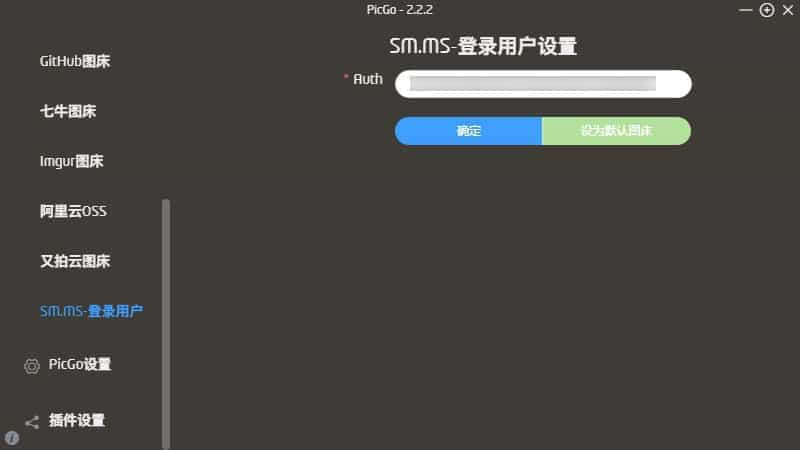 PicGo - 2.2.2
GitHub图床
七牛图床
Imgur图床
阿里云OSS
又拍云图床
SM.MS-登录用户
PicGo设置
插件设置
SM.MS-登录用户设置
* Auth
确定
设为默认图床